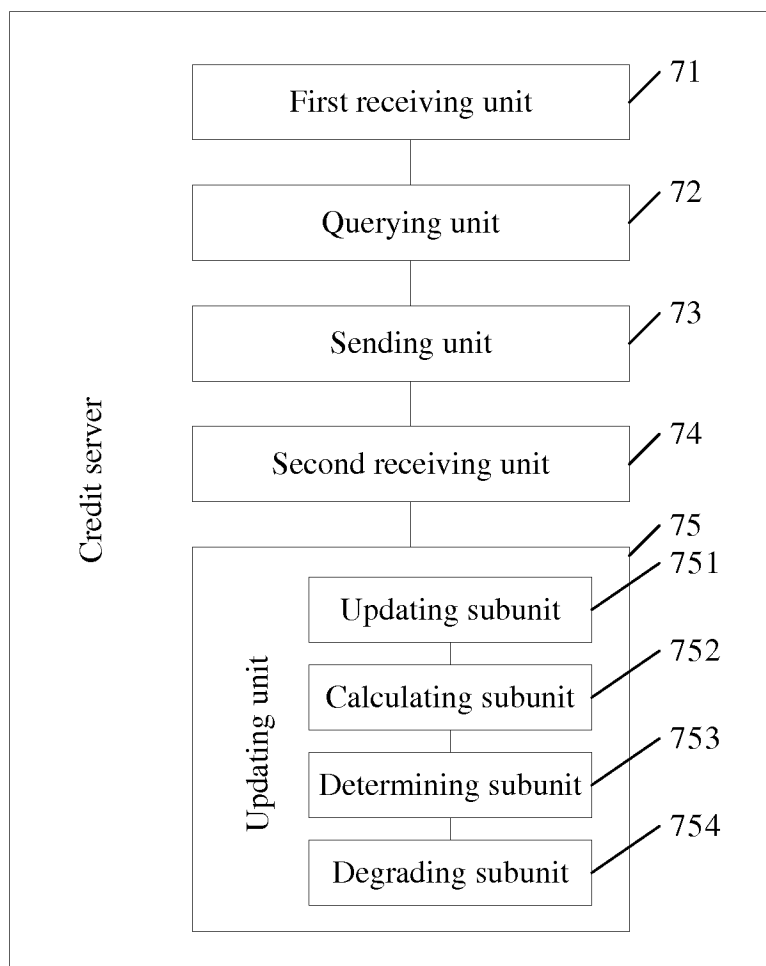 71
First receiving unit
72
Querying unit
73
Sending unit
74
Second receiving unit
Credit server
75
751
Updating subunit
752
Calculating subunit
Updating unit
753
Determining subunit
754
Degrading subunit